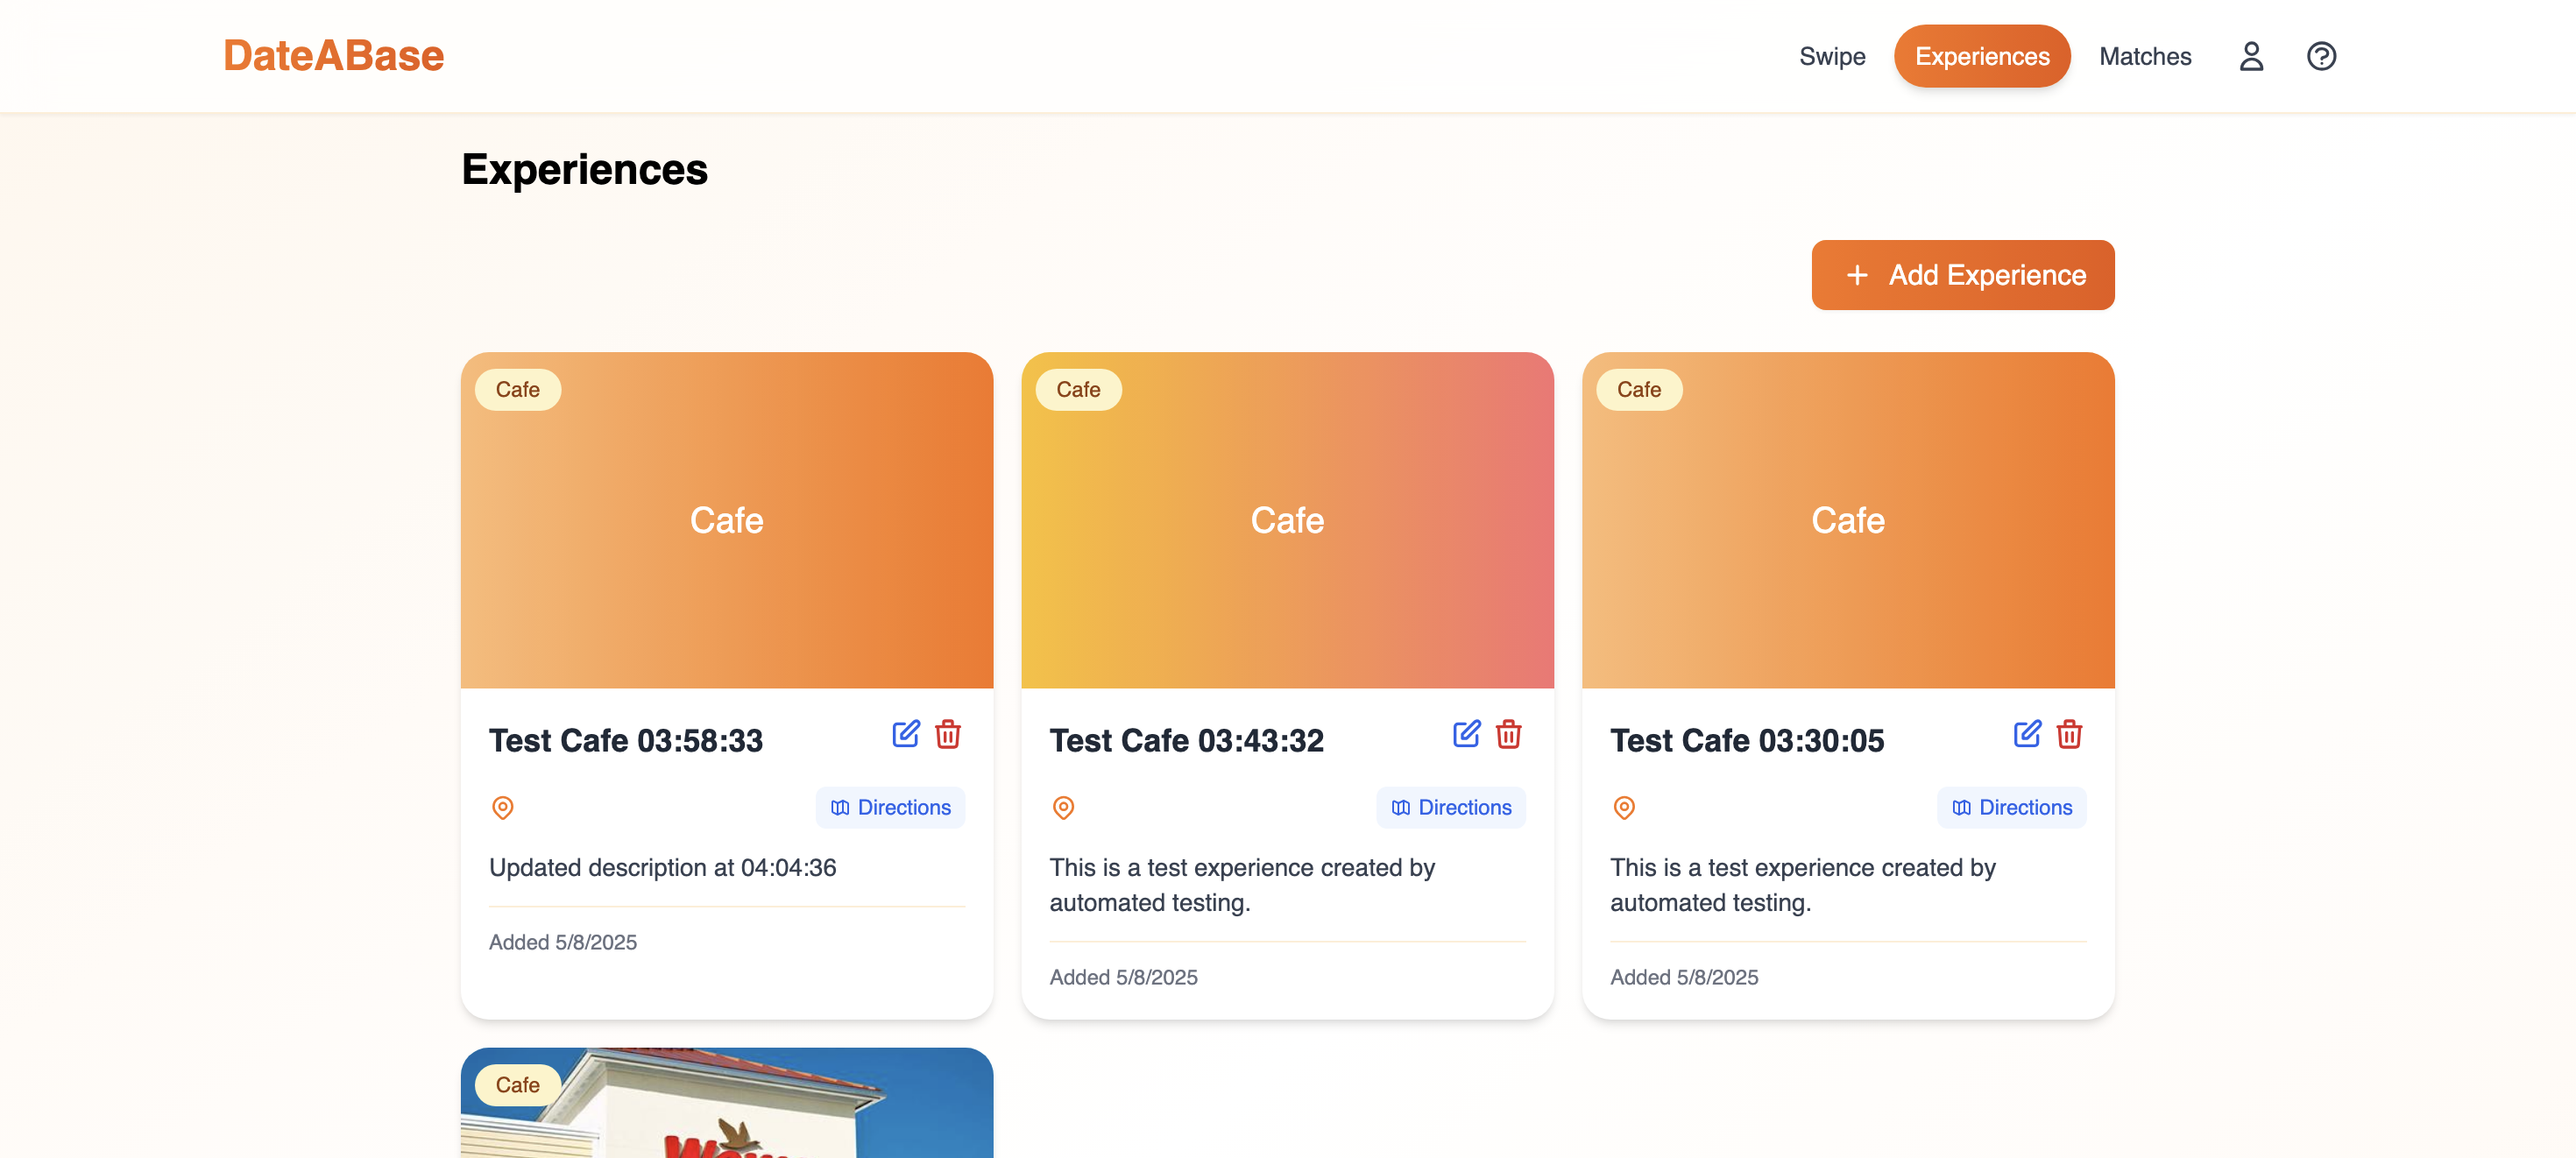 DateABase
Swipe
Experiences
Matches
Experiences
+ Add Experience
Cafe
Cafe
Cafe
Cafe
Cafe
Cafe
Test Cafe 03:58:33
Directions
Updated description at 04:04:36
Added 5/8/2025
Test Cafe 03:43:32
Directions
This is a test experience created by
automated testing.
Added 5/8/2025
Test Cafe 03:30:05
Directions
This is a test experience created by
automated testing.
Added 5/8/2025
Cafe